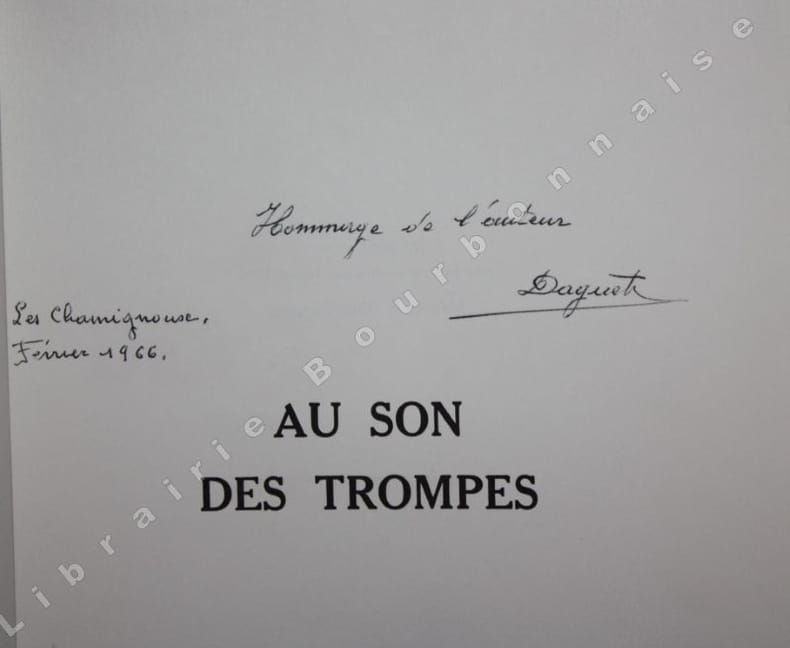 Hommage de l'auteur
Daguet
Les Chamignoux.
Février 1966.
AU SON
DES TROMPES
Librairie Bourbonnaise